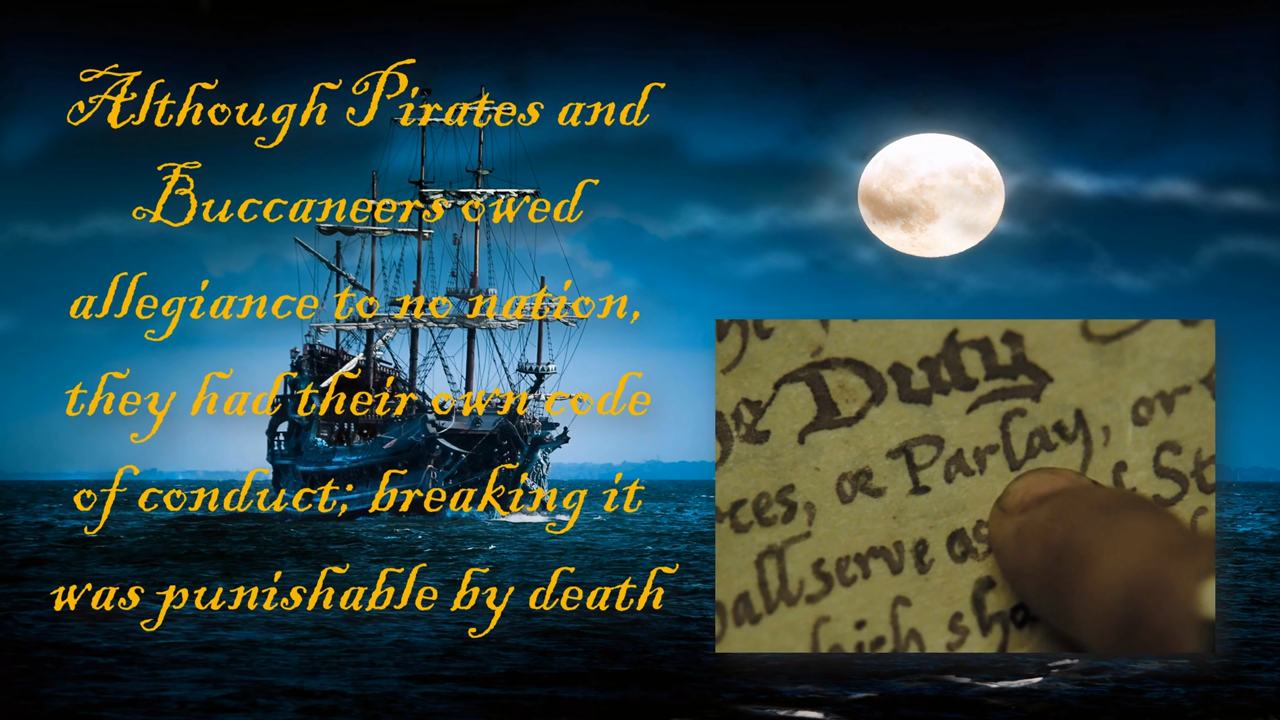 Although Pirates and
Buccaneers owed
allegiance to no nation,
they had their own code
of conduct; breaking it
was punishable by death
Duty
or Parlay, or
serve as